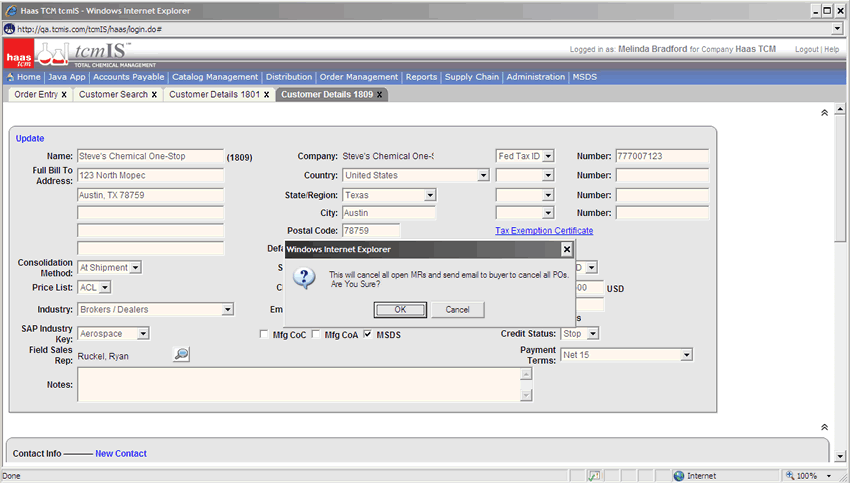 Haas TCM tcmIS - Windows Internet Explorer
http://qa.tcmis.com/tcmIS/haas/login.do#
haas tcm
tcmIS™
TOTAL CHEMICAL MANAGEMENT
Logged in as: Melinda Bradford for Company Haas TCM Logout | Help
Home Java App Accounts Payable Catalog Management Distribution Order Management Reports Supply Chain Administration MSDS
Order Entry x Customer Search x Customer Details 1801 x Customer Details 1809 x
Update
Name: Steve's Chemical One-Stop (1809) Company: Steve's Chemical One-S Fed Tax ID Number: 777007123
Full Bill To Address: 123 North Mopec Country: United States Number:
Austin, TX 78759 State/Region: Texas Number:
City: Austin Number:
Postal Code: 78759 Tax Exemption Certificate
Windows Internet Explorer
This will cancel all open MRs and send email to buyer to cancel all POs.
Are You Sure?
OK Cancel
Consolidation Method: At Shipment
Price List: ACL USD
Industry: Brokers / Dealers
SAP Industry Key: Aerospace Mfg CoC Mfg CoA MSDS Credit Status: Stop
Field Sales Rep: Ruckel, Ryan Payment Terms: Net 15
Notes:
Contact Info New Contact
Done Internet 100%